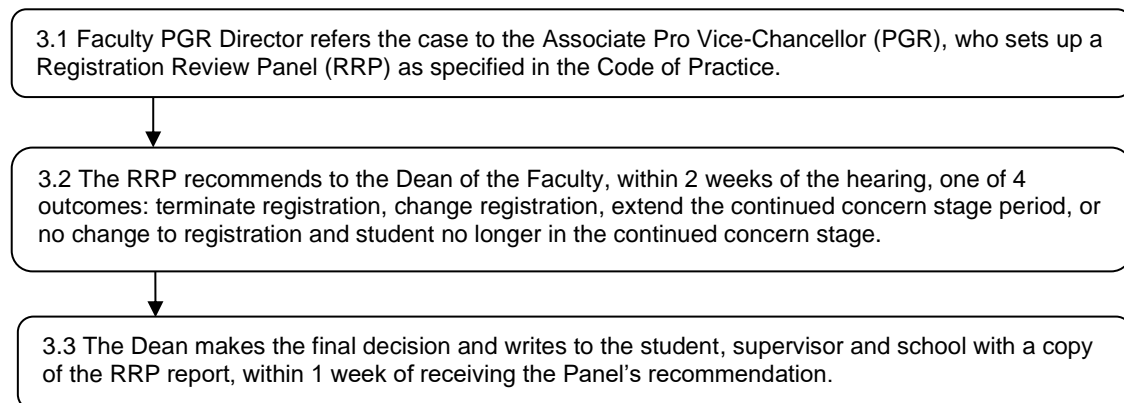 3.1 Faculty PGR Director refers the case to the Associate Pro Vice-Chancellor (PGR), who sets up a
Registration Review Panel (RRP) as specified in the Code of Practice.
3.2 The RRP recommends to the Dean of the Faculty, within 2 weeks of the hearing, one of 4
outcomes: terminate registration, change registration, extend the continued concern stage period, or
no change to registration and student no longer in the continued concern stage.
3.3 The Dean makes the final decision and writes to the student, supervisor and school with a copy
of the RRP report, within 1 week of receiving the Panel’s recommendation.